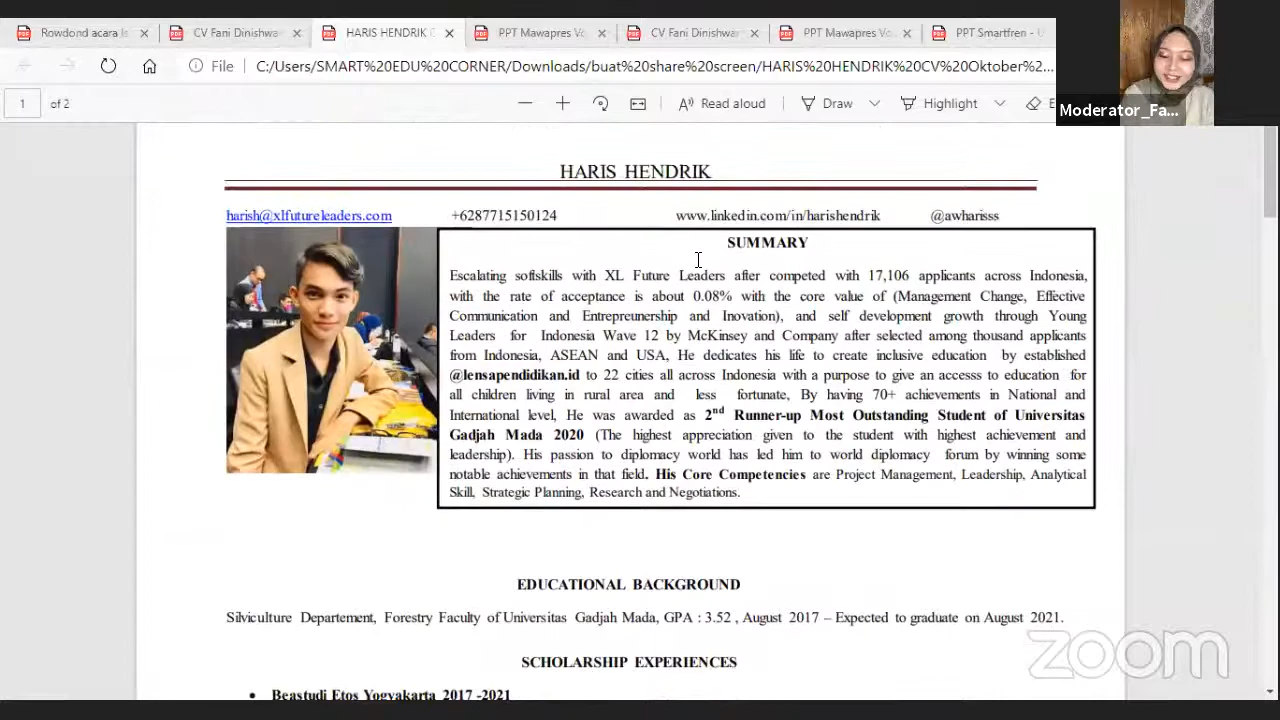 Rowdond acara Is
CV Fani Dinishwa
HARIS HENDRIK C
PPT Mawapres Vo
CV Fani Dinishwar
PPT Mawapres Vo
PPT Smartfren - U
File
C:/Users/SMART%20EDU%20CORNER/Downloads/buat%20share%20screen/HARIS%20HENDRIK%20CV%20Oktober%2...
1 of 2
Read aloud
Draw
Highlight
E
Moderator_Fa...
HARIS HENDRIK
harish@xlfutureleaders.com +6287715150124 www.linkedin.com/in/harishendrik @awharisss
SUMMARY
Escalating softskills with XL Future Leaders after competed with 17,106 applicants across Indonesia,
with the rate of acceptance is about 0.08% with the core value of (Management Change, Effective
Communication and Entrepreunership and Inovation), and self development growth through Young
Leaders for Indonesia Wave 12 by McKinsey and Company after selected among thousand applicants
from Indonesia, ASEAN and USA, He dedicates his life to create inclusive education by established
@lensapendidikan.id to 22 cities all across Indonesia with a purpose to give an accesss to education for
all children living in rural area and less fortunate, By having 70+ achievements in National and
International level, He was awarded as 2nd Runner-up Most Outstanding Student of Universitas
Gadjah Mada 2020 (The highest appreciation given to the student with highest achievement and
leadership). His passion to diplomacy world has led him to world diplomacy forum by winning some
notable achievements in that field. His Core Competencies are Project Management, Leadership, Analytical
Skill, Strategic Planning, Research and Negotiations.
EDUCATIONAL BACKGROUND
Silviculture Departement, Forestry Faculty of Universitas Gadjah Mada, GPA : 3.52 , August 2017 – Expected to graduate on August 2021.
SCHOLARSHIP EXPERIENCES
• Beastudi Etos Yogyakarta 2017 -2021
zoom